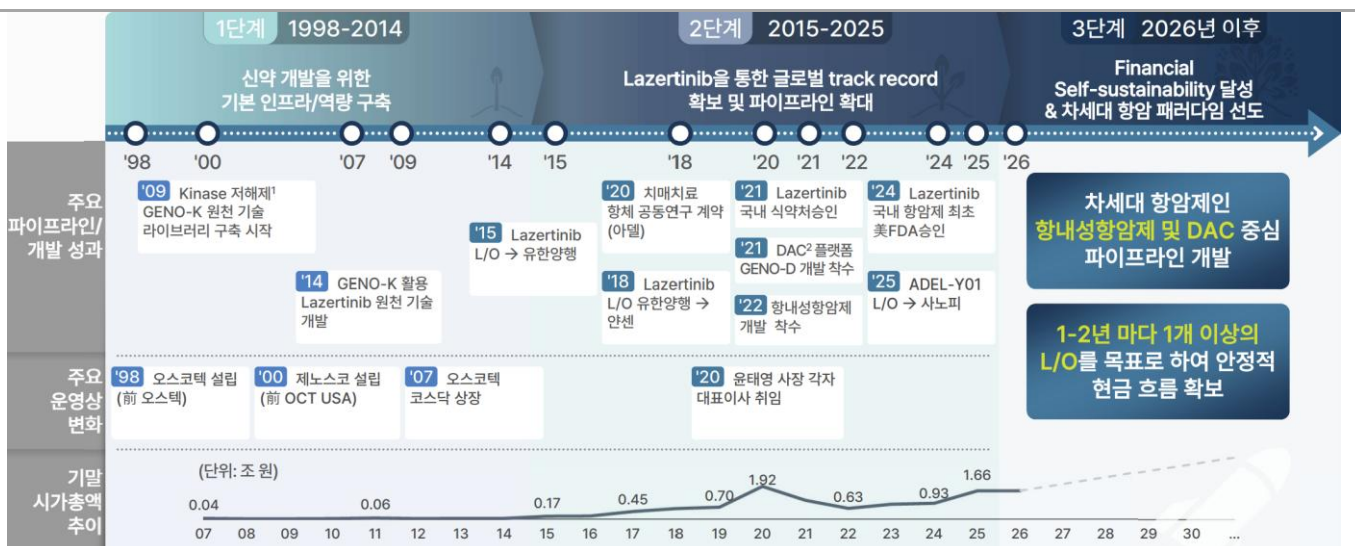 1단계 1998-2014
신약 개발을 위한
기본 인프라/역량 구축
2단계 2015-2025
Lazertinib을 통한 글로벌 track record
확보 및 파이프라인 확대
3단계 2026년 이후
Financial
Self-sustainability 달성
& 차세대 항암 패러다임 선도
'98 '00 '07 '09 '14 '15 '18 '20 '21 '22 '24 '25 '26
주요
파이프라인/
개발 성과
'09 Kinase 저해제¹
GENO-K 원천 기술
라이브러리 구축 시작
'14 GENO-K 활용
Lazertinib 원천 기술
개발
'15 Lazertinib
L/O → 유한양행
'20 치매치료
항체 공동연구 계약
(아델)
'18 Lazertinib
L/O 유한양행 →
얀센
'21 Lazertinib
국내 식약처승인
'21 DAC² 플랫폼
GENO-D 개발 착수
'22 항내성항암제
개발 착수
'24 Lazertinib
국내 항암제 최초
美FDA승인
'25 ADEL-Y01
L/O → 사노피
차세대 항암제인
항내성항암제 및 DAC 중심
파이프라인 개발
1-2년 마다 1개 이상의
L/O를 목표로 하여 안정적
현금 흐름 확보
주요
운영상
변화
'98 오스코텍 설립
(前 오스텍)
'00 제노스코 설립
(前 OCT USA)
'07 오스코텍
코스닥 상장
'20 윤태영 사장 각자
대표이사 취임
기말
시가총액
추이
(단위: 조 원)
0.04 0.06 0.17 0.45 0.70 1.92 0.63 0.93 1.66
07 08 09 10 11 12 13 14 15 16 17 18 19 20 21 22 23 24 25 26 27 28 29 30 ...